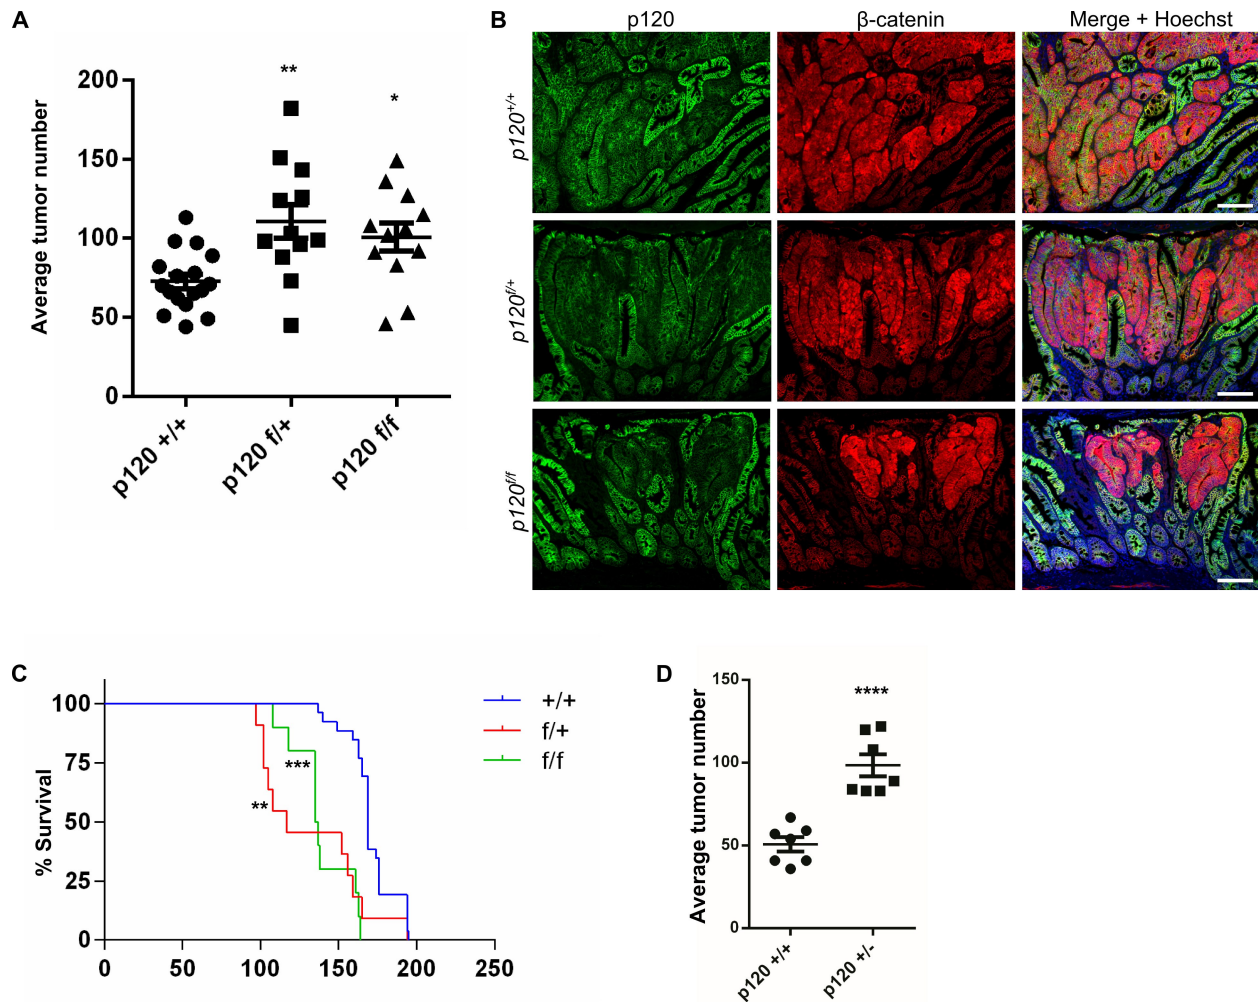 A
Average tumor number
200
150
100
50
0
**
*
p120 +/+
p120 f/+
p120 f/f
B
p120
β-catenin
Merge + Hoechst
p120+/+
p120f/+
p120f/f
C
% Survival
100
75
50
25
0
0
50
100
150
200
250
***
**
+/+
f/+
f/f
D
Average tumor number
150
100
50
0
****
p120 +/+
p120 +/-